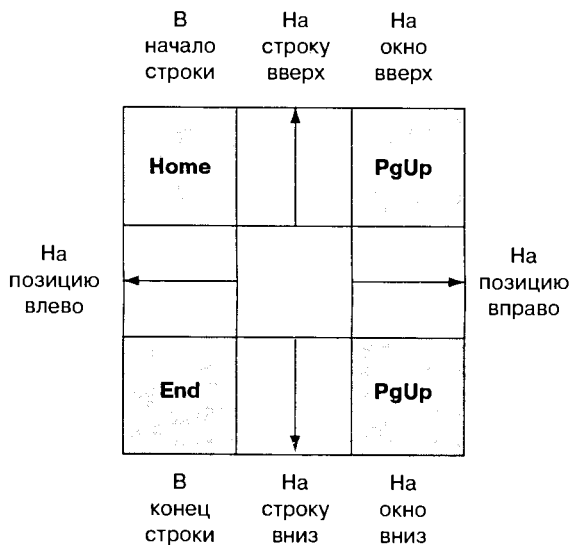 В
начало
строки
На
строку
вверх
На
окно
вверх
Home
PgUp
На
позицию
влево
На
позицию
вправо
End
PgUp
В
конец
строки
На
строку
вниз
На
окно
вниз